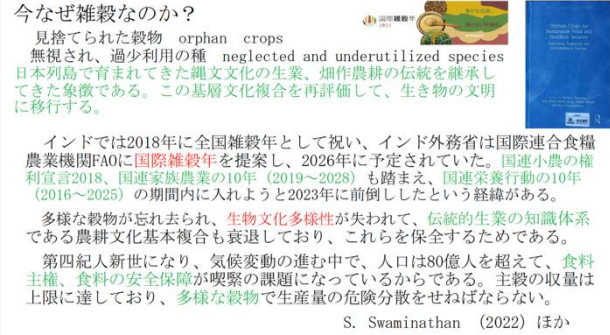 今なぜ雑穀なのか？
国際雑穀年
2023
見捨てられた穀物　orphan　crops
無視され、過少利用の種　neglected and underutilized species
日本列島で育まれてきた縄文文化の生業、畑作農耕の伝統を継承し
てきた象徴である。この基層文化複合を再評価して、生き物の文明
に移行する。
Orphan Crops for
Sustainable Food and
Nutrition Security
インドでは2018年に全国雑穀年として祝い、インド外務省は国際連合食糧
農業機関FAOに国際雑穀年を提案し、2026年に予定されていた。国連小農の権
利宣言2018、国連家族農業の10年（2019～2028）も踏まえ、国連栄養行動の10年
（2016～2025）の期間内に入れようと2023年に前倒ししたという経緯がある。
多様な穀物が忘れ去られ、生物文化多様性が失われて、伝統的生業の知識体系
である農耕文化基本複合も衰退しており、これらを保全するためである。
第四紀人新世になり、気候変動の進む中で、人口は80億人を超えて、食料
主権、食料の安全保障が喫緊の課題になっているからである。主穀の収量は
上限に達しており、多様な穀物で生産量の危険分散をせねばならない。
S. Swaminathan （2022）ほか